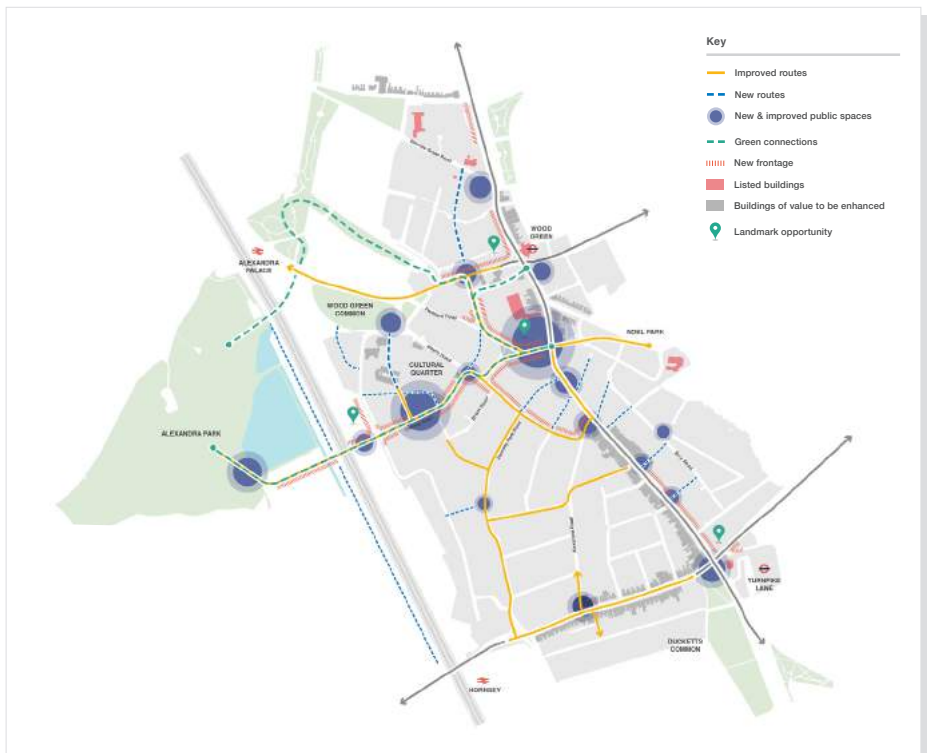 Key
Improved routes
New routes
New & improved public spaces
Green connections
New frontage
Listed buildings
Buildings of value to be enhanced
Landmark opportunity
WOOD
GREEN
ALEXANDRA
PALACE
WOOD GREEN
COMMON
NOEL PARK
CULTURAL
QUARTER
ALEXANDRA PARK
TURNPIKE
LANE
DUCKETTS
COMMON
HORNSEY